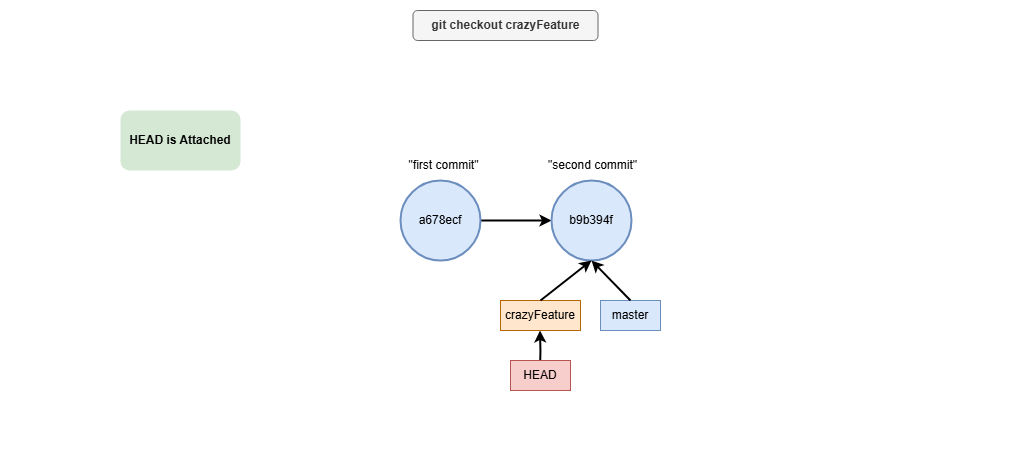 git checkout crazyFeature
HEAD is Attached
"first commit"
"second commit"
a678ecf
b9b394f
crazyFeature
master
HEAD